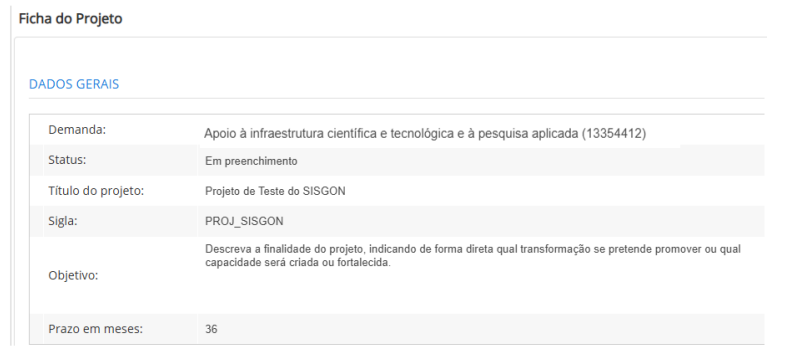 Ficha do Projeto
DADOS GERAIS
Demanda: Apoio à infraestrutura científica e tecnológica e à pesquisa aplicada (13354412)
Status: Em preenchimento
Título do projeto: Projeto de Teste do SISGON
Sigla: PROJ_SISGON
Objetivo: Descreva a finalidade do projeto, indicando de forma direta qual transformação se pretende promover ou qual
capacidade será criada ou fortalecida.
Prazo em meses: 36